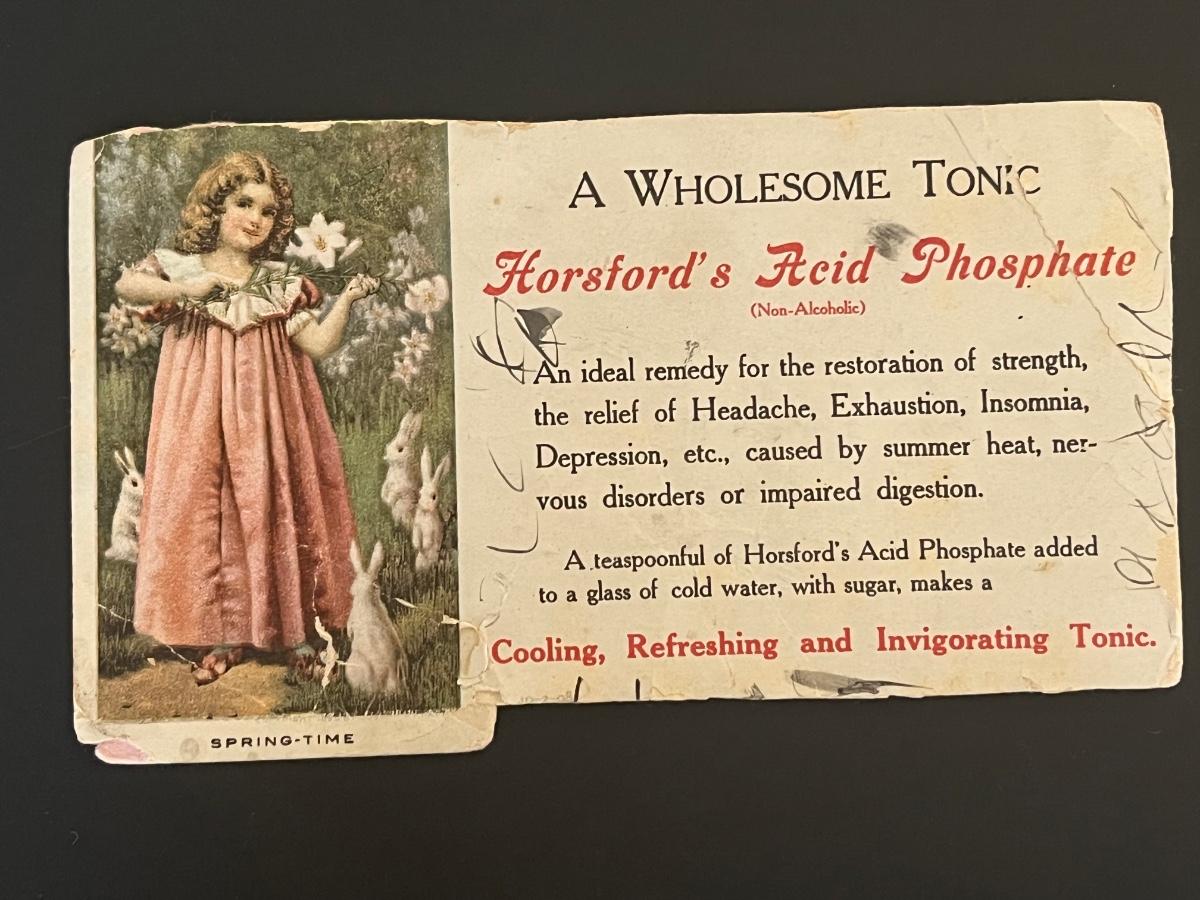 A WHOLESOME TONIC
Horsford's Acid Phosphate
(Non-Alcoholic)
An ideal remedy for the restoration of strength,
the relief of Headache, Exhaustion, Insomnia,
Depression, etc., caused by summer heat, ner-
vous disorders or impaired digestion.
A teaspoonful of Horsford's Acid Phosphate added
to a glass of cold water, with sugar, makes a
Cooling, Refreshing and Invigorating Tonic.
SPRING-TIME